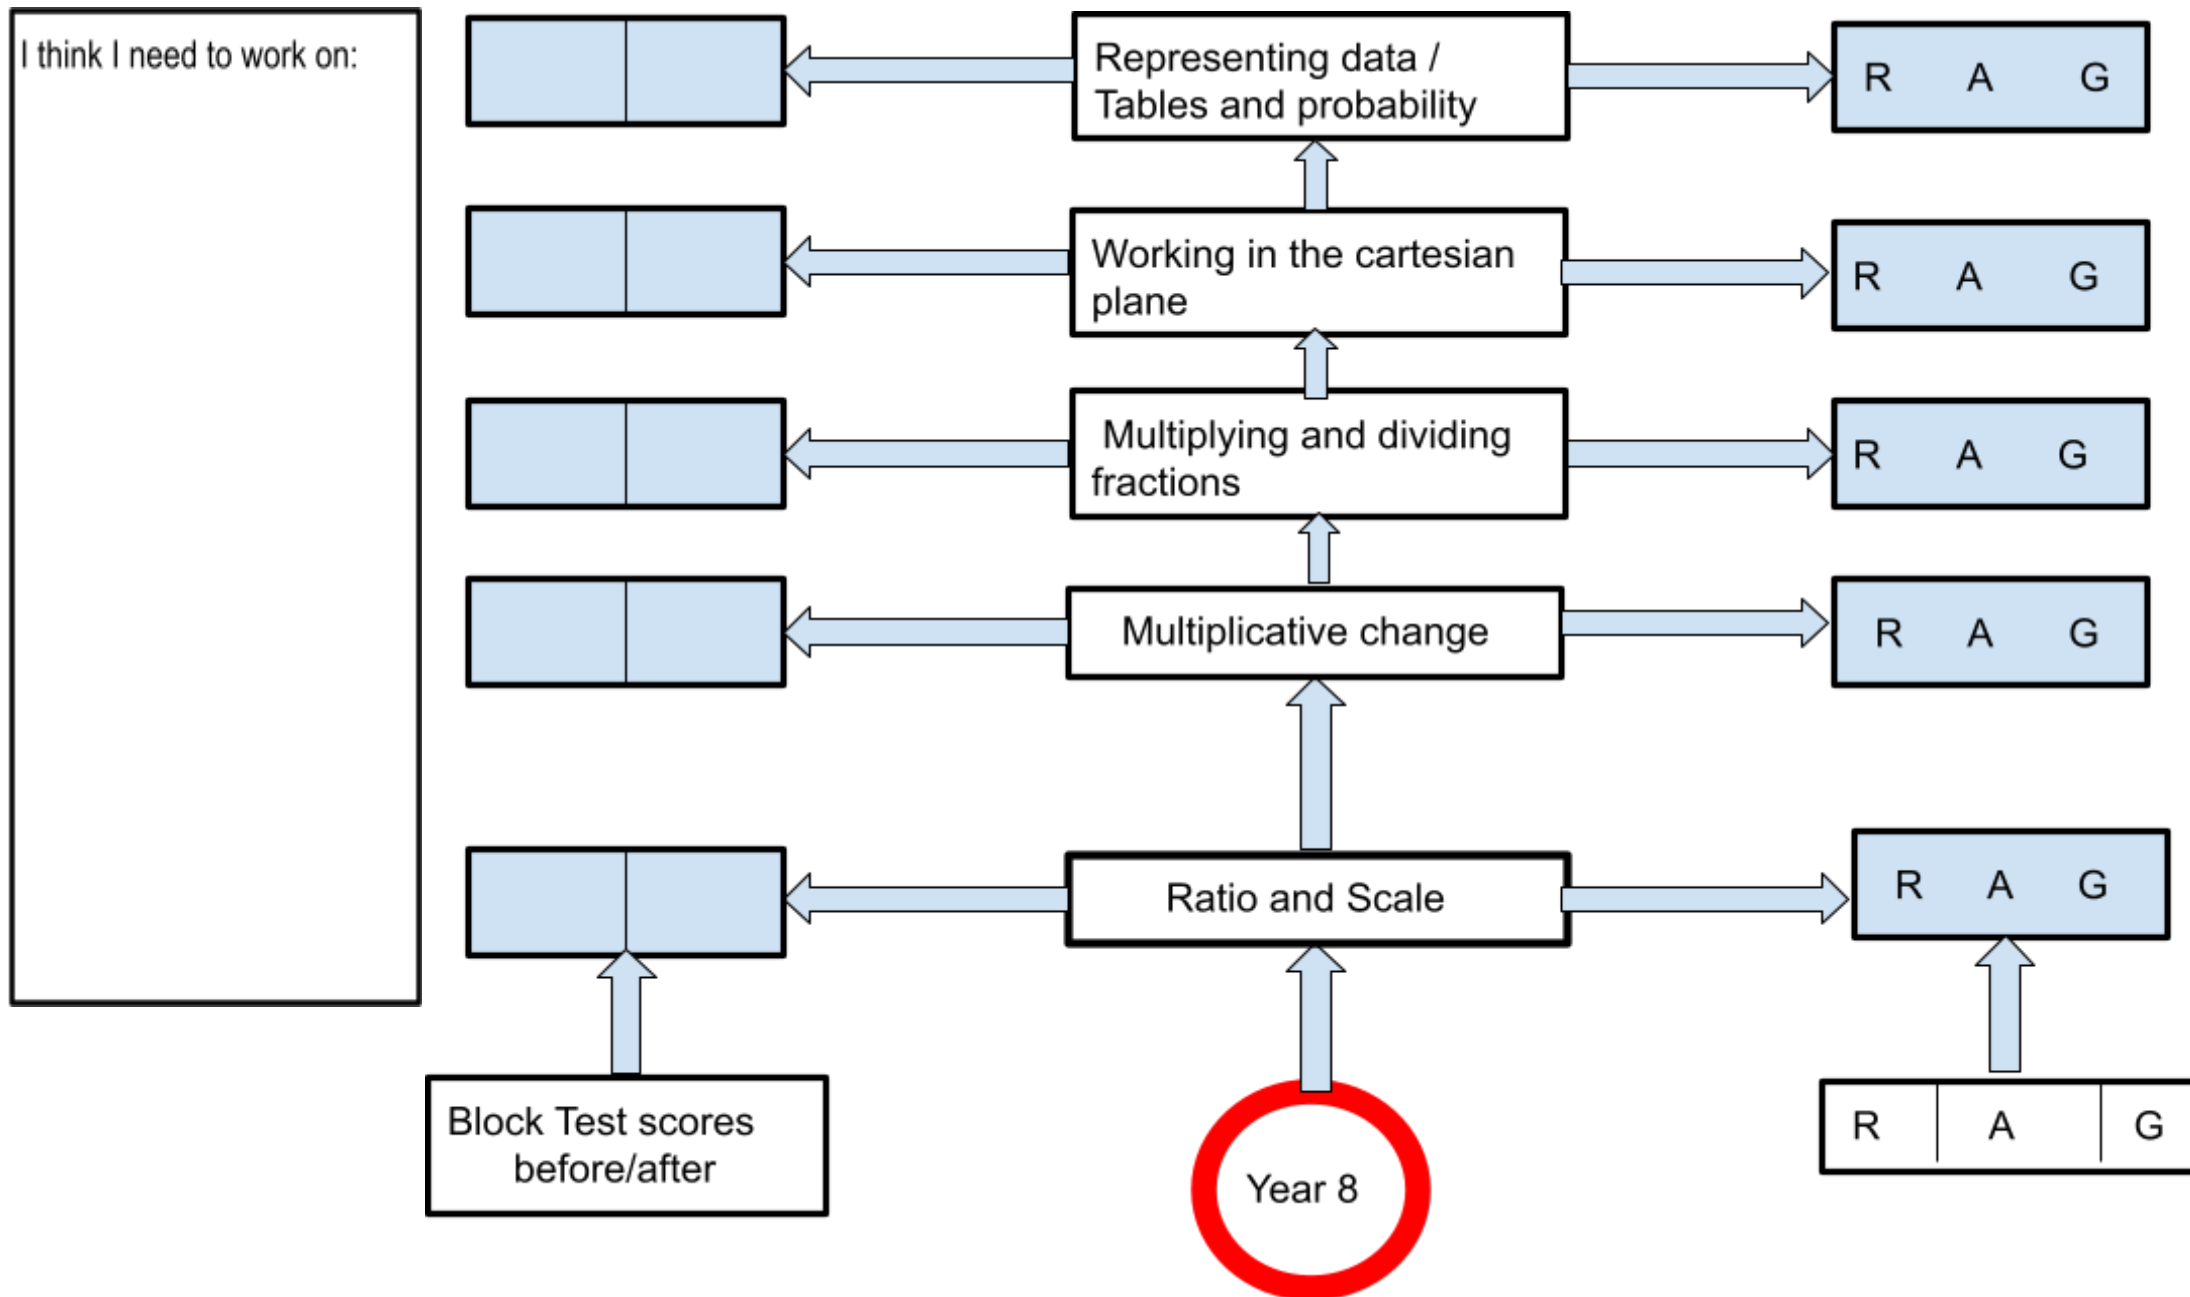 I think I need to work on:
Representing data /
Tables and probability
R A G
Working in the cartesian
plane
R A G
Multiplying and dividing
fractions
R A G
Multiplicative change
R A G
Ratio and Scale
R A G
Block Test scores
before/after
Year 8
R A G